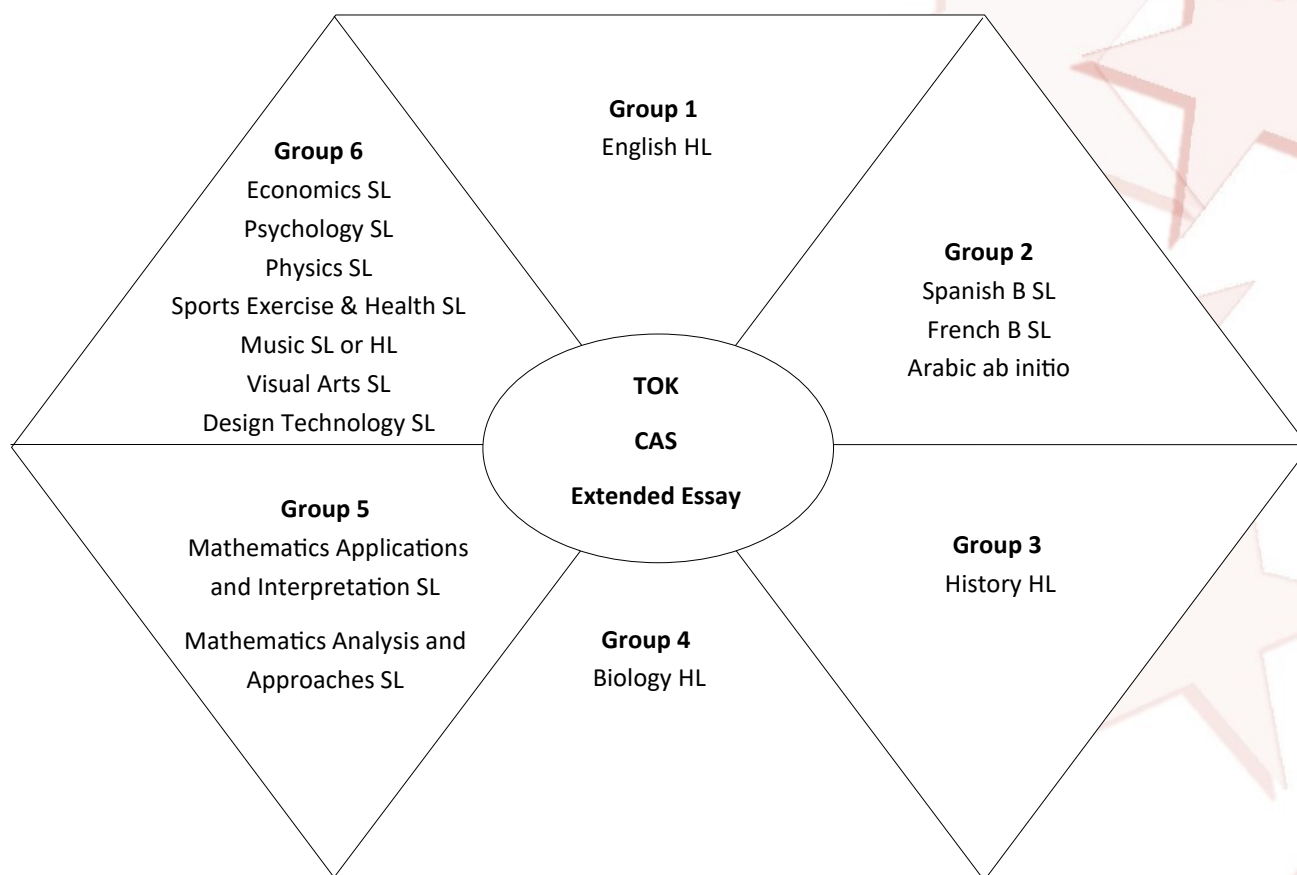 Group 1
English HL
Group 6
Economics SL
Psychology SL
Physics SL
Sports Exercise & Health SL
Music SL or HL
Visual Arts SL
Design Technology SL
Group 2
Spanish B SL
French B SL
Arabic ab initio
TOK
CAS
Extended Essay
Group 5
Mathematics Applications
and Interpretation SL
Mathematics Analysis and
Approaches SL
Group 3
History HL
Group 4
Biology HL